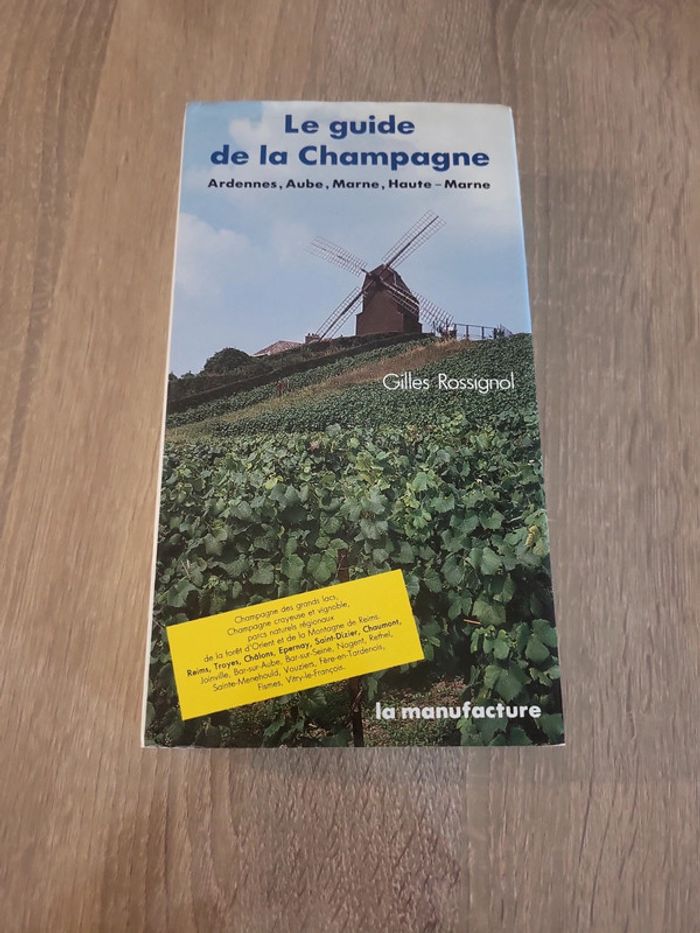 Le guide
de la Champagne
Ardennes, Aube, Marne, Haute-Marne
Gilles Rossignol
Champagne des grands lacs,
Champagne crayeuse et vignoble,
parcs naturels régionaux
de la forêt d'Orient et de la Montagne de Reims.
Reims, Troyes, Châlons, Epernay, Saint-Dizier, Chaumont,
Joinville, Bar-sur-Aube, Bar-sur-Seine, Nogent, Rethel,
Sainte-Menehould, Vouziers, Fère-en-Tardenois,
Fismes, Vitry-le-François...
la manufacture